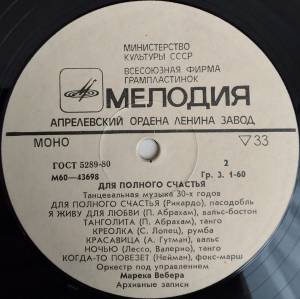 МИНИСТЕРСТВО
КУЛЬТУРЫ СССР
ВСЕСОЮЗНАЯ ФИРМА
ГРАМПЛАСТИНОК
МЕЛОДИЯ
АПРЕЛЕВСКИЙ ОРДЕНА ЛЕНИНА ЗАВОД
МОНО ▽33
ГОСТ 5289-80 2
М60—43698 Гр. 3. 1-60
ДЛЯ ПОЛНОГО СЧАСТЬЯ
Танцевальная музыка 30-х годов
ДЛЯ ПОЛНОГО СЧАСТЬЯ (Рикардо), пасодобль
Я ЖИВУ ДЛЯ ЛЮБВИ (П. Абрахам), вальс-бостон
ТАНГОЛИТА (П. Абрахам), танго
КРЕОЛКА (С. Лопец), румба
КРАСАВИЦА (А. Гутман), вальс
НОЧЬЮ (Лессо, Валерно), танго
КОГДА-ТО ПОВЕЗЕТ (Нейман), фокс-марш
Оркестр под управлением
Марека Вебера
Архивные записи